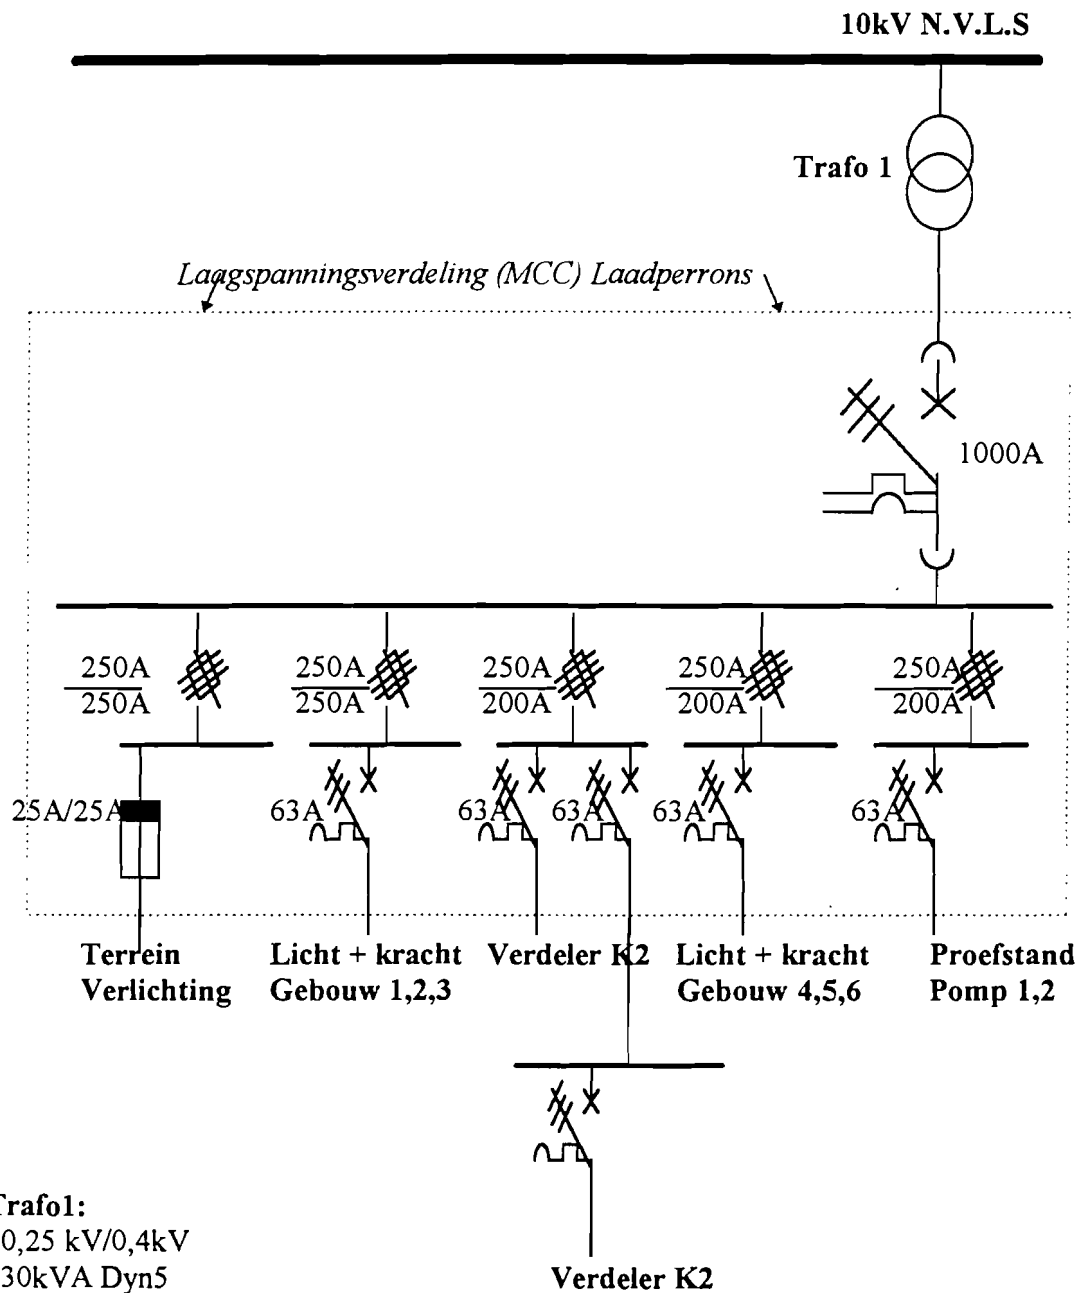 10kV N.V.L.S
Trafo 1
Laagspanningsverdeling (MCC) Laadperrons
1000A
250A 250A 250A 250A 250A
250A 250A 200A 200A 200A
25A/25A 63A 63A 63A 63A 63A
Terrein Licht + kracht Verdeler K2 Licht + kracht Proefstand
Verlichting Gebouw 1,2,3 Gebouw 4,5,6 Pomp 1,2
Trafo1:
0,25 kV/0,4kV
30kVA Dyn5
Verdeler K2